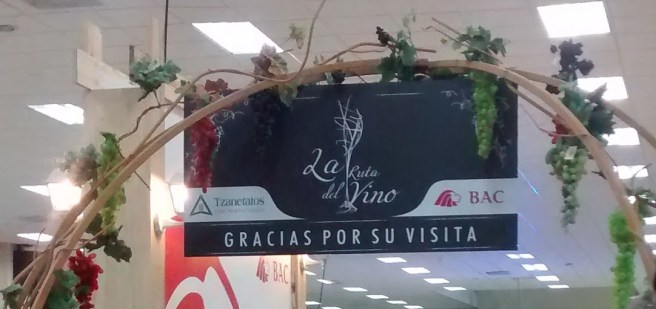 La Ruta
del Vino
Tzanetatos
BAC
GRACIAS POR SU VISITA
BAC